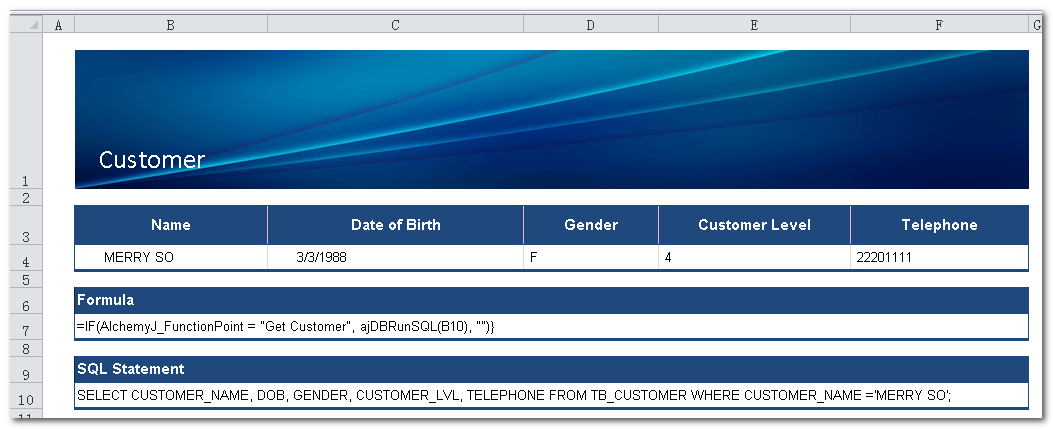 A B C D E F G
1
Customer
2
3 Name Date of Birth Gender Customer Level Telephone
4 MERRY SO 3/3/1988 F 4 22201111
5
6 Formula
7 =IF(AlchemyJ_FunctionPoint = "Get Customer", ajDBRunSQL(B10), "")}
8
9 SQL Statement
10 SELECT CUSTOMER_NAME, DOB, GENDER, CUSTOMER_LVL, TELEPHONE FROM TB_CUSTOMER WHERE CUSTOMER_NAME ='MERRY SO';
11